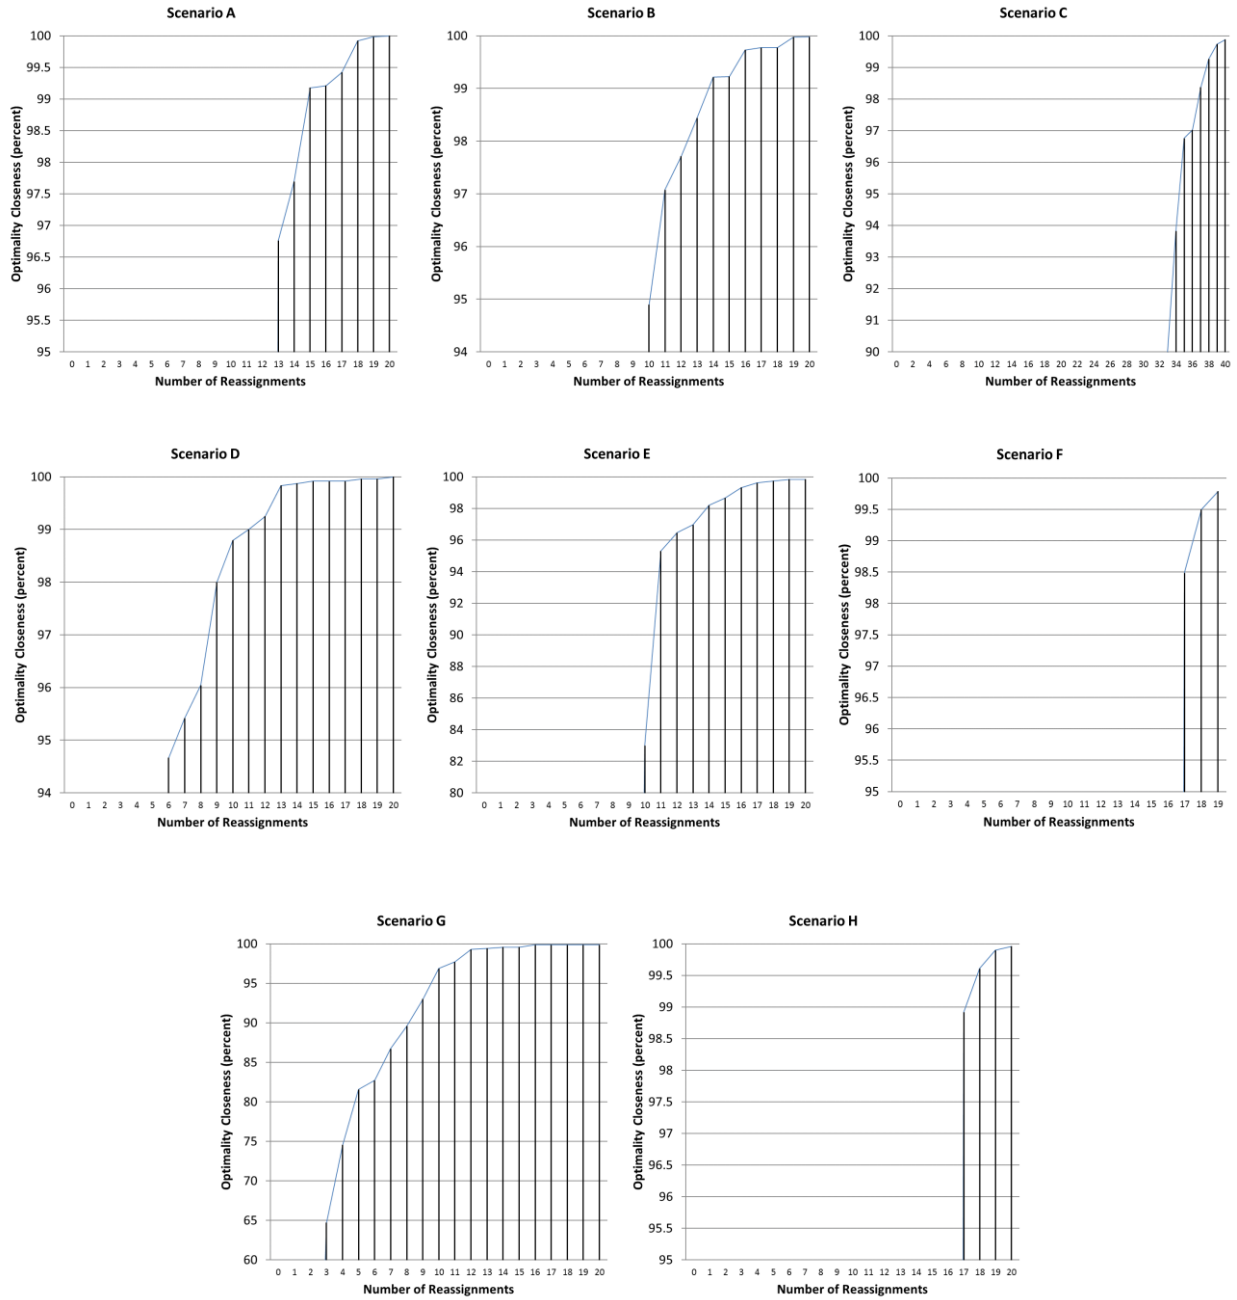 Scenario A
100
99.5
99
98.5
98
97.5
97
96.5
96
95.5
95
Optimality Closeness (percent)
0 1 2 3 4 5 6 7 8 9 10 11 12 13 14 15 16 17 18 19 20
Number of Reassignments
Scenario B
100
99
98
97
96
95
94
Optimality Closeness (percent)
0 1 2 3 4 5 6 7 8 9 10 11 12 13 14 15 16 17 18 19 20
Number of Reassignments
Scenario C
100
99
98
97
96
95
94
93
92
91
90
Optimality Closeness (percent)
0 2 4 6 8 10 12 14 16 18 20 22 24 26 28 30 32 34 36 38 40
Number of Reassignments
Scenario D
100
99
98
97
96
95
94
Optimality Closeness (percent)
0 1 2 3 4 5 6 7 8 9 10 11 12 13 14 15 16 17 18 19 20
Number of Reassignments
Scenario E
100
98
96
94
92
90
88
86
84
82
80
Optimality Closeness (percent)
0 1 2 3 4 5 6 7 8 9 10 11 12 13 14 15 16 17 18 19 20
Number of Reassignments
Scenario F
100
99.5
99
98.5
98
97.5
97
96.5
96
95.5
95
Optimality Closeness (percent)
0 1 2 3 4 5 6 7 8 9 10 11 12 13 14 15 16 17 18 19
Number of Reassignments
Scenario G
100
95
90
85
80
75
70
65
60
Optimality Closeness (percent)
0 1 2 3 4 5 6 7 8 9 10 11 12 13 14 15 16 17 18 19 20
Number of Reassignments
Scenario H
100
99.5
99
98.5
98
97.5
97
96.5
96
95.5
95
Optimality Closeness (percent)
0 1 2 3 4 5 6 7 8 9 10 11 12 13 14 15 16 17 18 19 20
Number of Reassignments